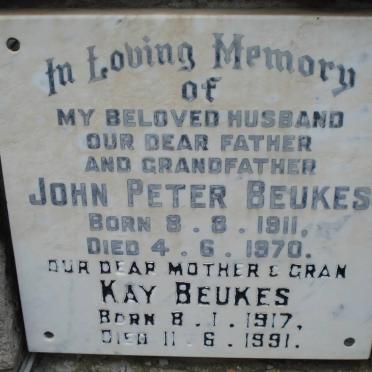 In Loving Memory
of
MY BELOVED HUSBAND
OUR DEAR FATHER
AND GRANDFATHER
JOHN PETER BEUKES
BORN 8 . 8 . 1911.
DIED 4 . 6 . 1970.
OUR DEAR MOTHER & GRAN
KAY BEUKES
BORN 8 . 1 . 1917.
DIED 11 . 6 . 1991.